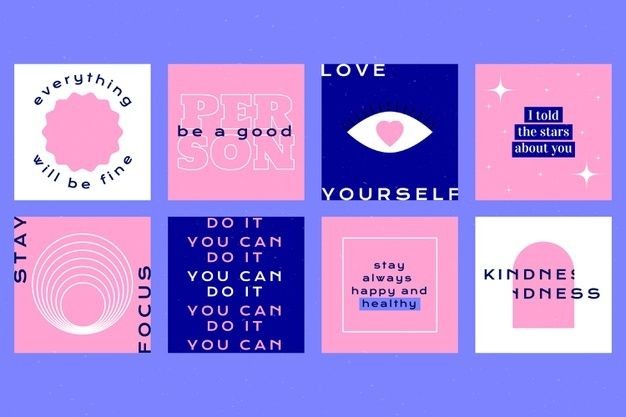 everything
will be fine
PER
be a good
SON
LOVE
YOURSELF
I told
the stars
about you
STAY
FOCUS
DO IT
YOU CAN
DO IT
YOU CAN
DO IT
YOU CAN
DO IT
YOU CAN
stay
always
happy and
healthy
KINDNES
NDNESS